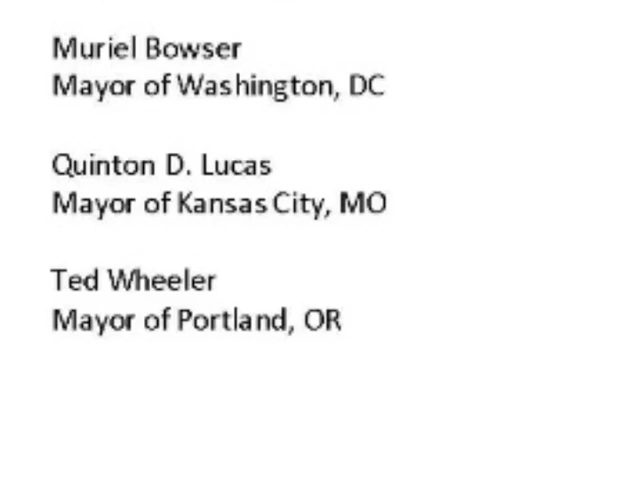 Muriel Bowser
Mayor of Washington, DC
Quinton D. Lucas
Mayor of Kansas City, MO
Ted Wheeler
Mayor of Portland, OR